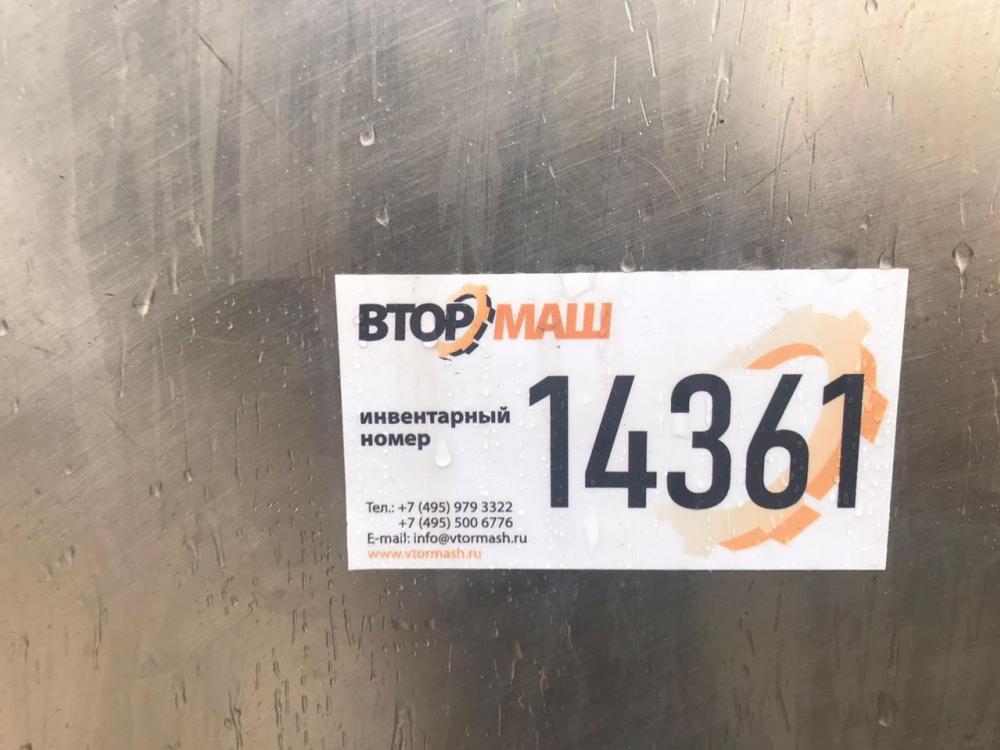 ВТОРМАШ
инвентарный
номер
14361
Тел.: +7 (495) 979 3322
+7 (495) 500 6776
E-mail: info@vtormash.ru
www.vtormash.ru